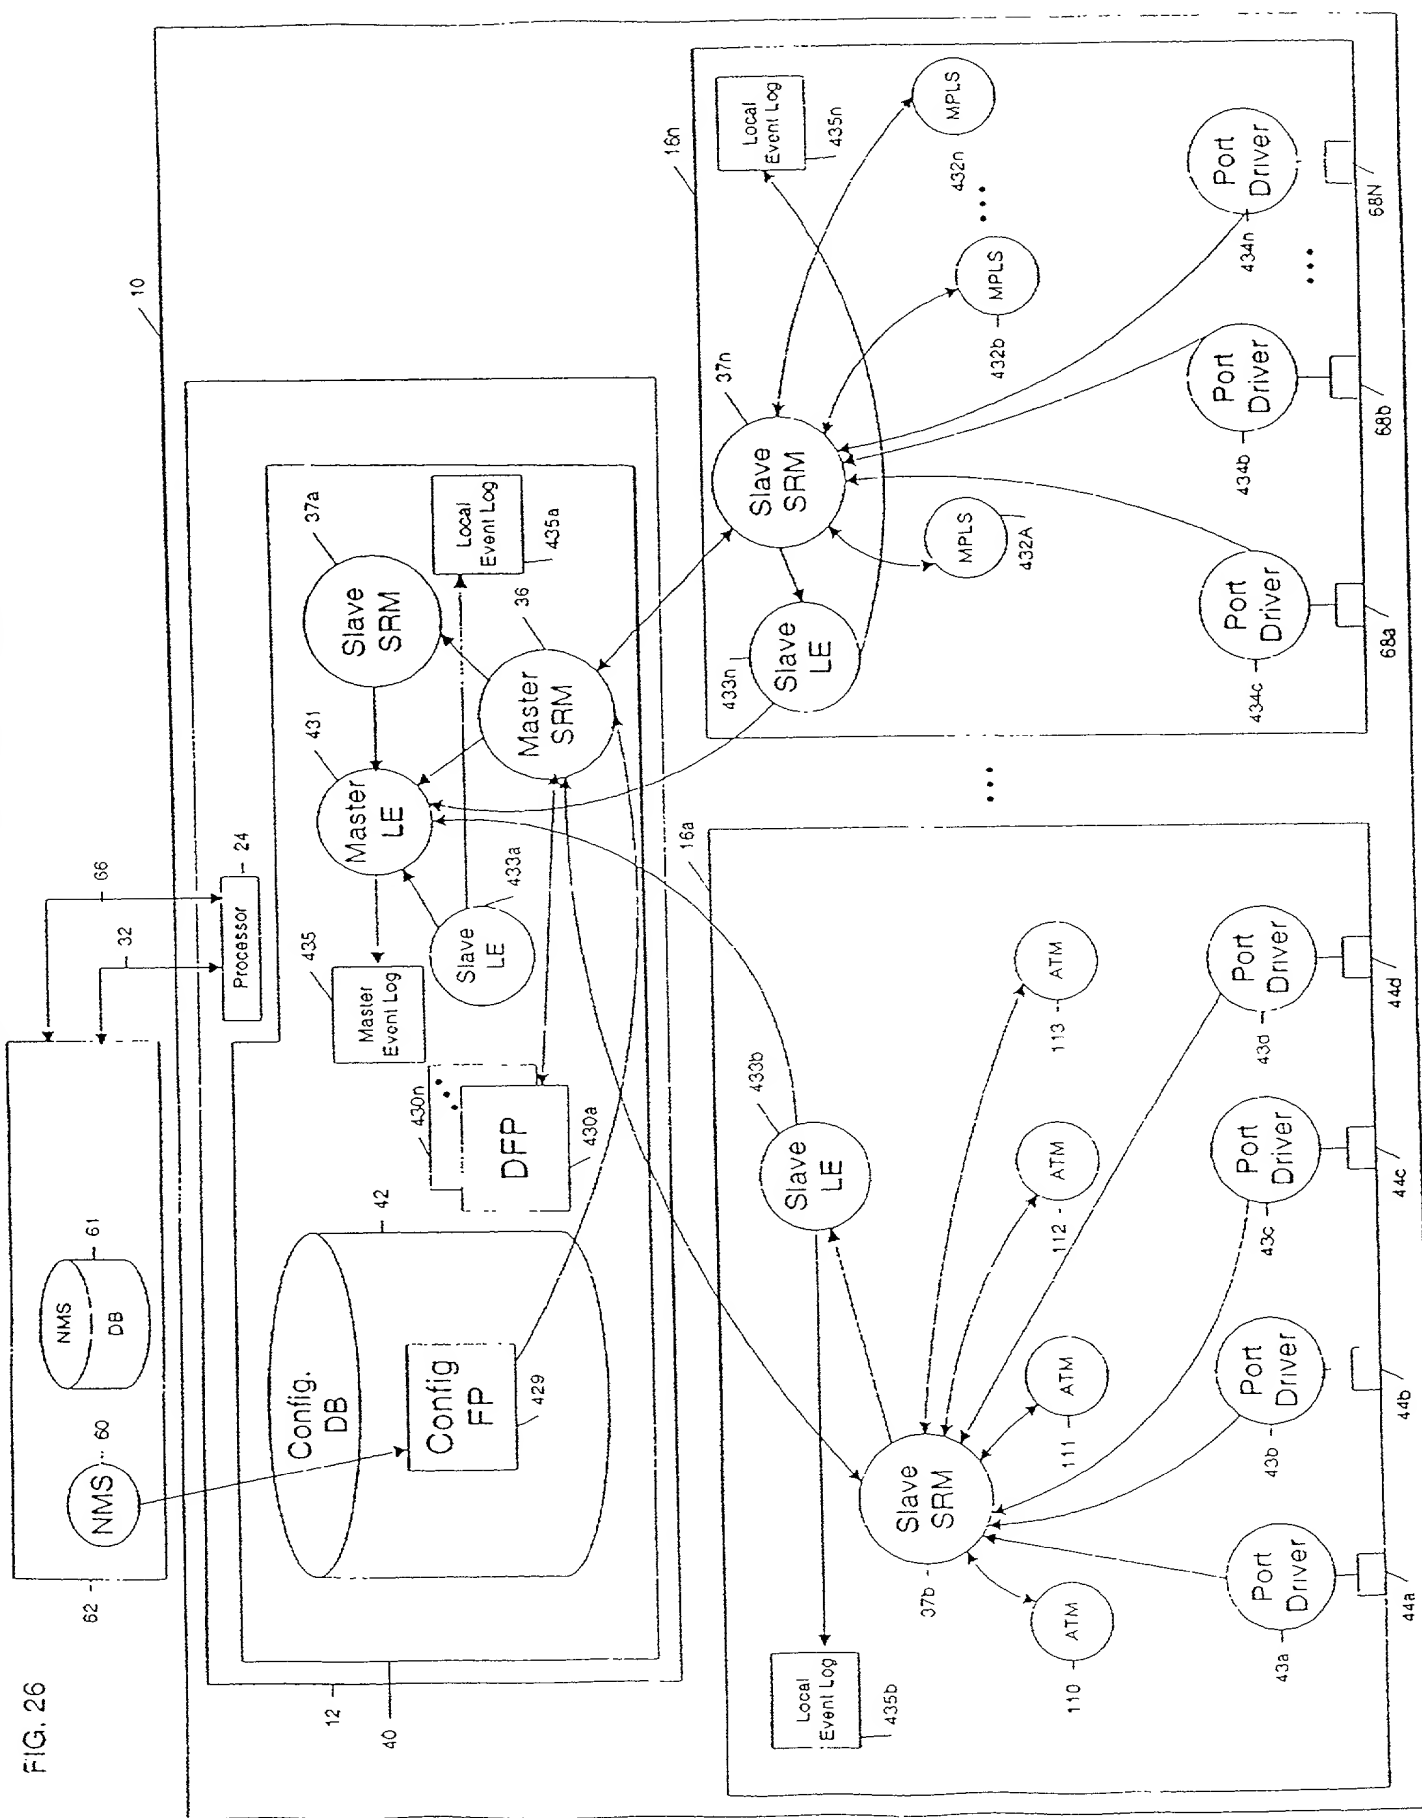 FIG. 26
62
NMS
60
NMS
DB
61
32
66
10
12
40
Processor
24
Config.
DB
42
Config
FP
429
430n
DFP
430a
Master
Event Log
435
Slave
LE
433a
Master
LE
431
Slave
SRM
37a
Master
SRM
36
Local
Event Log
435a
16a
Local
Event Log
435b
Slave
LE
433b
Slave
SRM
37b
ATM
110
ATM
111
ATM
112
ATM
113
Port
Driver
43a
Port
Driver
43b
Port
Driver
43c
Port
Driver
43d
44a
44b
44c
44d
...
16n
Slave
LE
433n
Slave
SRM
37n
Local
Event Log
435n
MPLS
432A
MPLS
432b
...
MPLS
432n
Port
Driver
434c
Port
Driver
434b
...
Port
Driver
434n
68a
68b
68N